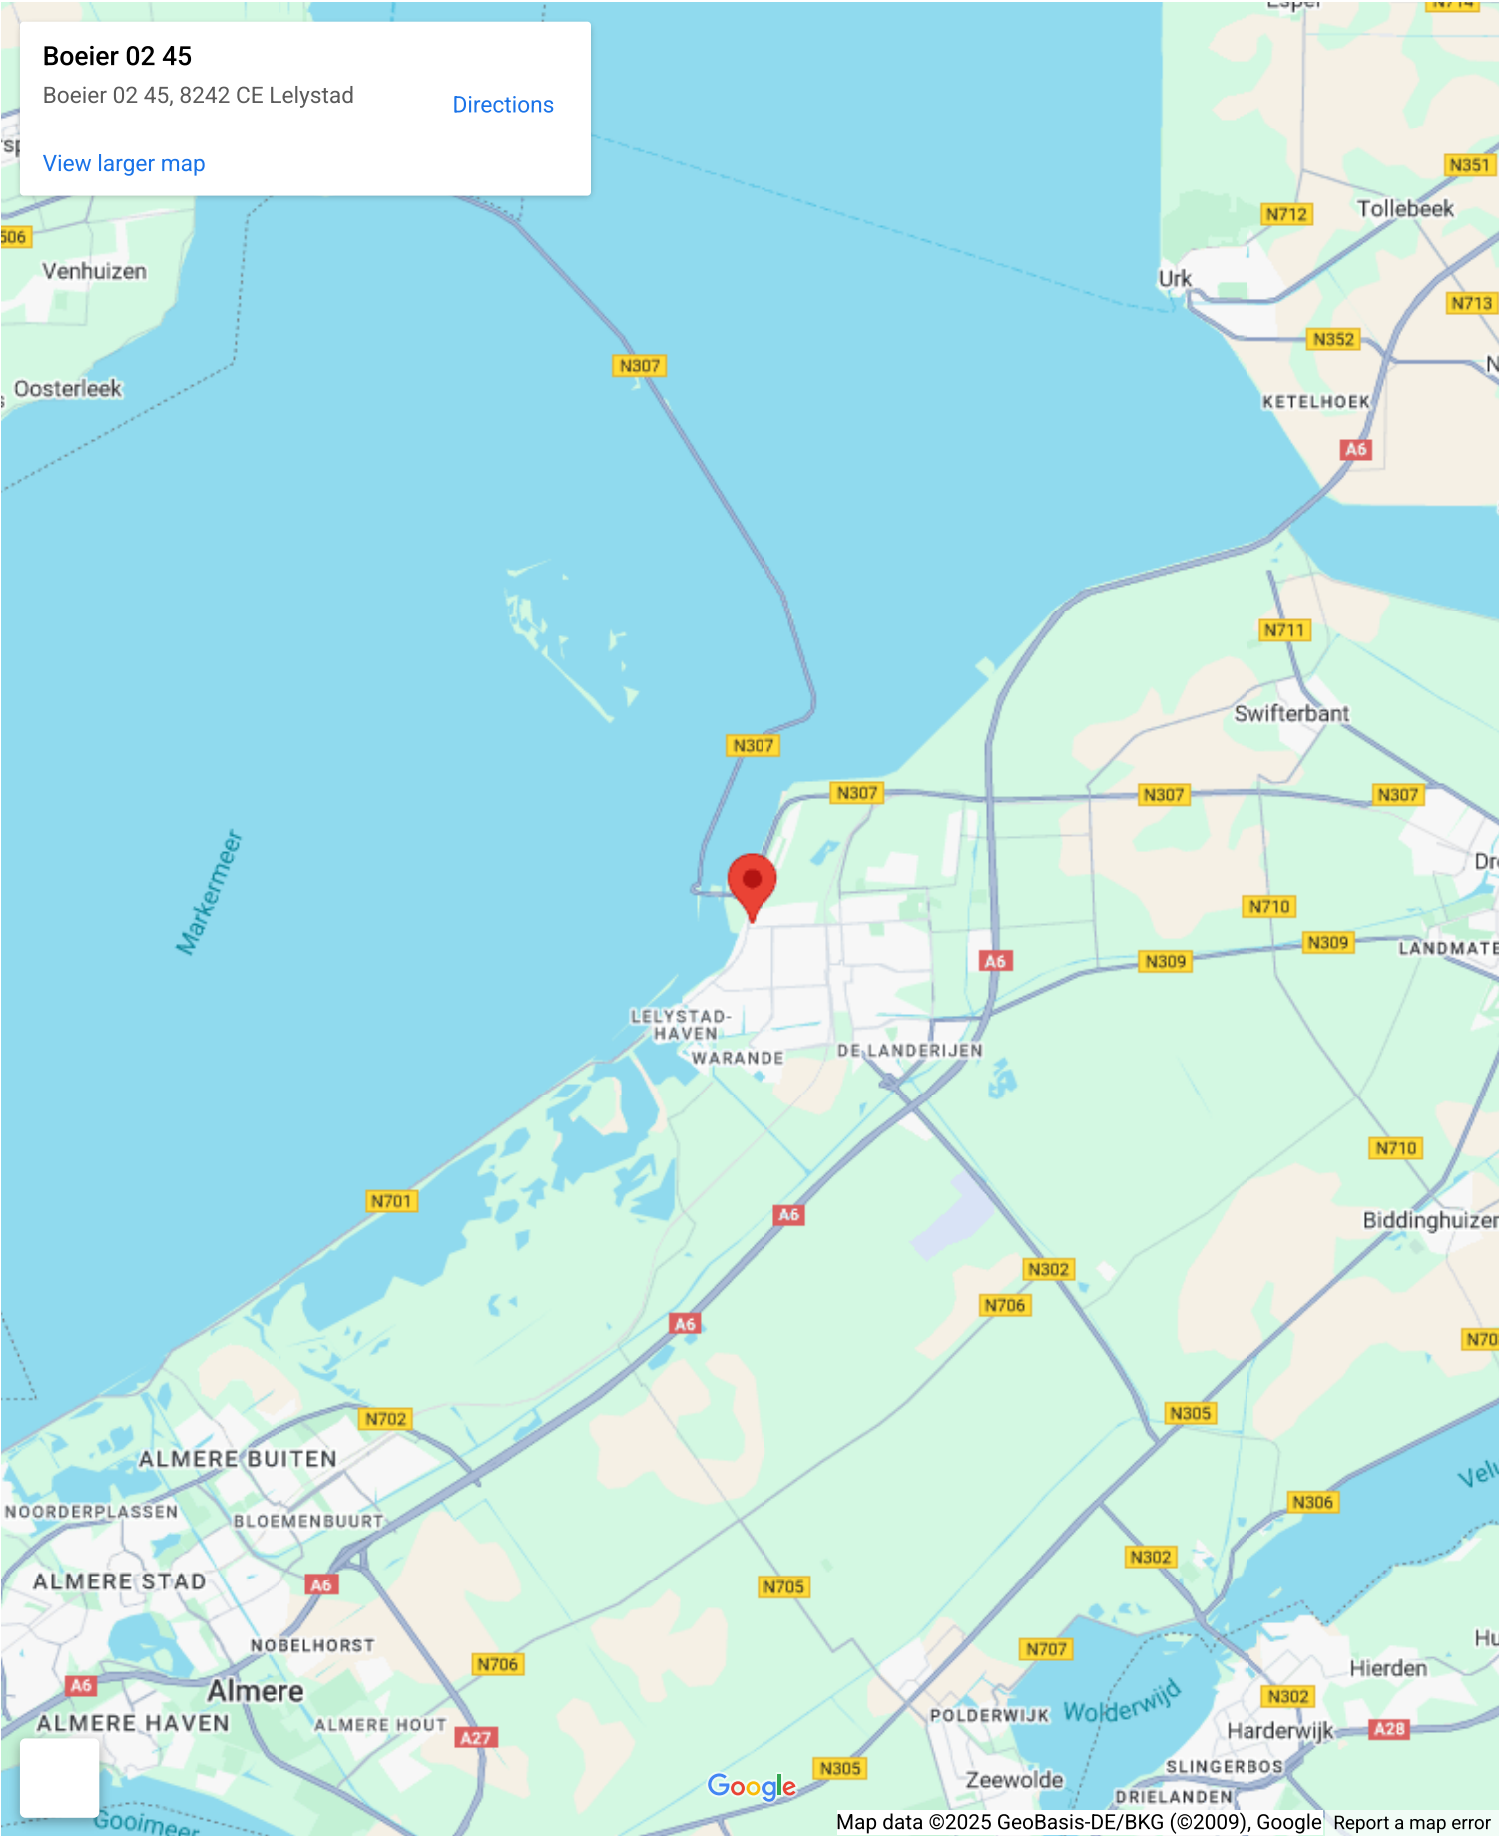 Boeier 02 45
Boeier 02 45, 8242 CE Lelystad
Directions
View larger map
N714
N351
N712
Tollebeek
506
Venhuizen
Urk
N713
N352
N307
Oosterleek
KETELHOEK
A6
N711
Swifterbant
N307
N307
N307
N307
Markermeer
N710
N309
A6
N309
LANDMATE
LELYSTAD-
HAVEN
WARANDE
DE LANDERIJEN
N710
N701
A6
Biddinghuizen
N302
N706
A6
N70
N305
N702
ALMERE BUITEN
N306
NOORDERPLASSEN
BLOEMENBUURT
N302
ALMERE STAD
A6
N705
NOBELHORST
N707
N706
Hierden
A6
Almere
Wolderwijd
N302
ALMERE HAVEN
ALMERE HOUT
POLDERWIJK
Harderwijk
A28
A27
N305
SLINGERBOS
Zeewolde
Google
DRIELANDEN
Gooimeer
Map data ©2025 GeoBasis-DE/BKG (©2009), Google
Report a map error